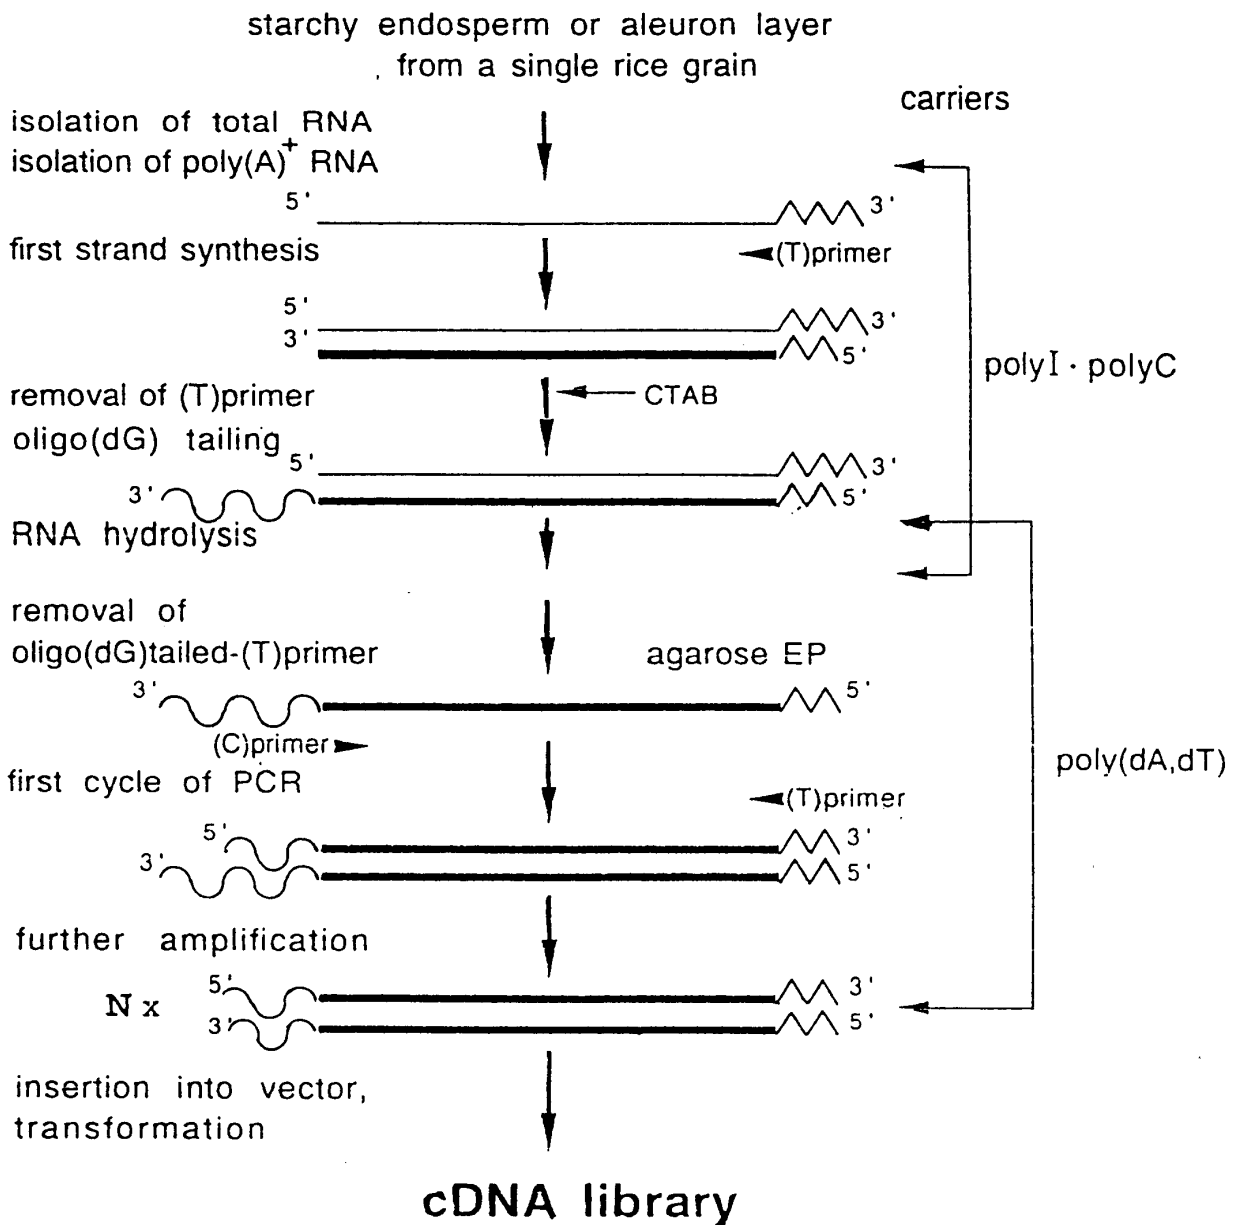 starchy endosperm or aleuron layer
from a single rice grain
carriers
isolation of total RNA
isolation of poly(A)+ RNA
5' 3'
first strand synthesis
(T)primer
5' 3'
3' 5'
polyI · polyC
removal of (T)primer
CTAB
oligo(dG) tailing
5' 3'
3' 5'
RNA hydrolysis
removal of
oligo(dG)tailed-(T)primer
agarose EP
3' 5'
(C)primer
first cycle of PCR
poly(dA,dT)
(T)primer
5' 3'
3' 5'
further amplification
5' 3'
Nx
3' 5'
insertion into vector,
transformation
cDNA library